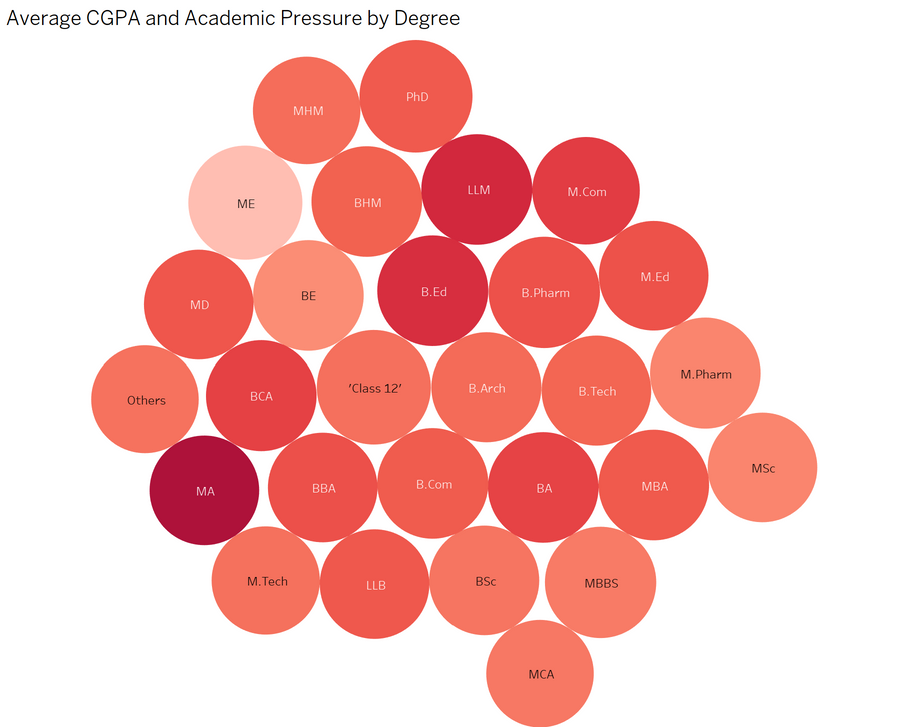 Average CGPA and Academic Pressure by Degree
PhD
MHM
LLM
M.Com
ME
BHM
M.Ed
B.Ed
B.Pharm
BE
MD
M.Pharm
'Class 12'
B.Arch
B.Tech
BCA
Others
MSc
B.Com
MBA
BBA
BA
MA
M.Tech
BSc
MBBS
LLB
MCA